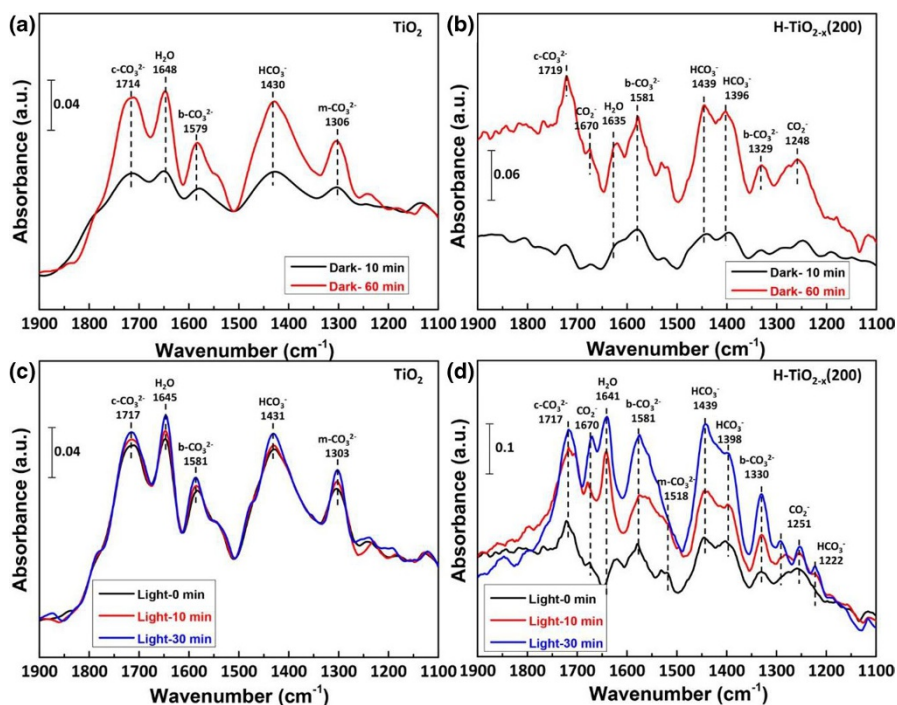 (a)
TiO₂
c-CO₃²⁻
1714
H₂O
1648
b-CO₃²⁻
1579
HCO₃⁻
1430
m-CO₃²⁻
1306
0.04
Dark- 10 min
Dark- 60 min
1900 1800 1700 1600 1500 1400 1300 1200 1100
Wavenumber (cm⁻¹)
Absorbance (a.u.)
(b)
H-TiO₂₋ₓ(200)
c-CO₃²⁻
1719
CO₂⁻
1670
H₂O
1635
b-CO₃²⁻
1581
HCO₃⁻
1439
HCO₃⁻
1396
b-CO₃²⁻
1329
CO₂⁻
1248
0.06
Dark- 10 min
Dark- 60 min
1900 1800 1700 1600 1500 1400 1300 1200 1100
Wavenumber (cm⁻¹)
Absorbance (a.u.)
(c)
TiO₂
c-CO₃²⁻
1717
H₂O
1645
b-CO₃²⁻
1581
HCO₃⁻
1431
m-CO₃²⁻
1303
0.04
Light-0 min
Light-10 min
Light-30 min
1900 1800 1700 1600 1500 1400 1300 1200 1100
Wavenumber (cm⁻¹)
Absorbance (a.u.)
(d)
H-TiO₂₋ₓ(200)
c-CO₃²⁻
1717
CO₂⁻
1670
H₂O
1641
b-CO₃²⁻
1581
m-CO₃²⁻
1518
HCO₃⁻
1439
HCO₃⁻
1398
b-CO₃²⁻
1330
CO₂⁻
1251
HCO₃⁻
1222
0.1
Light-0 min
Light-10 min
Light-30 min
1900 1800 1700 1600 1500 1400 1300 1200 1100
Wavenumber (cm⁻¹)
Absorbance (a.u.)